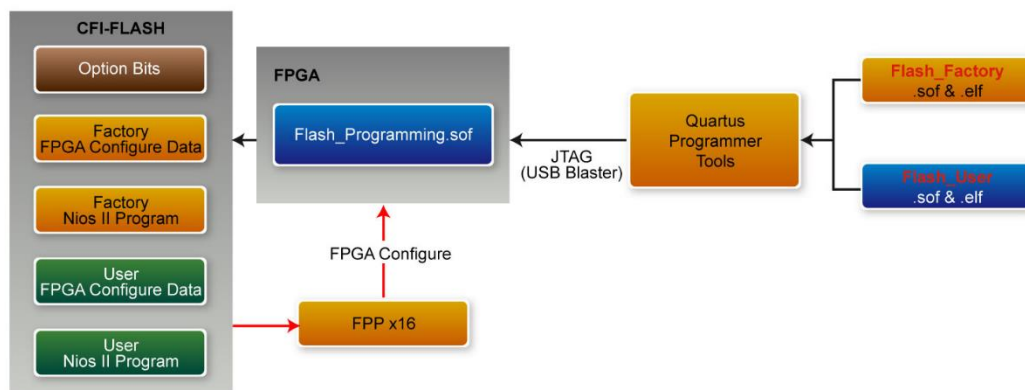 CFI-FLASH
Option Bits
Factory
FPGA Configure Data
Factory
Nios II Program
User
FPGA Configure Data
User
Nios II Program
FPGA
Flash_Programming.sof
FPGA Configure
FPP x16
JTAG
(USB Blaster)
Quartus
Programmer
Tools
Flash_Factory
.sof & .elf
Flash_User
.sof & .elf